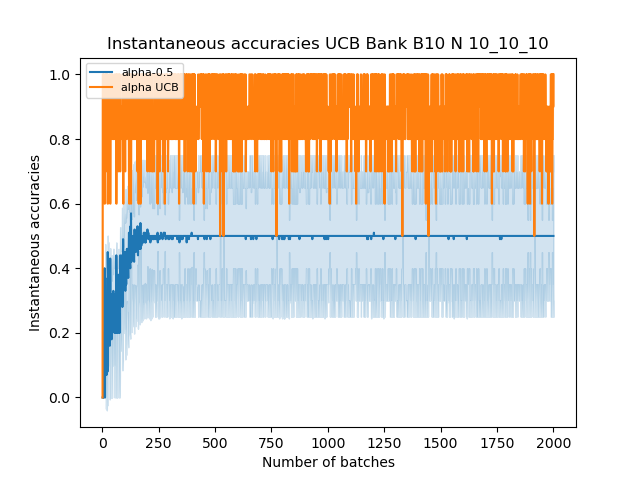 Instantaneous accuracies UCB Bank B10 N 10_10_10
alpha-0.5
alpha UCB
1.0
0.8
0.6
0.4
0.2
0.0
Instantaneous accuracies
0 250 500 750 1000 1250 1500 1750 2000
Number of batches